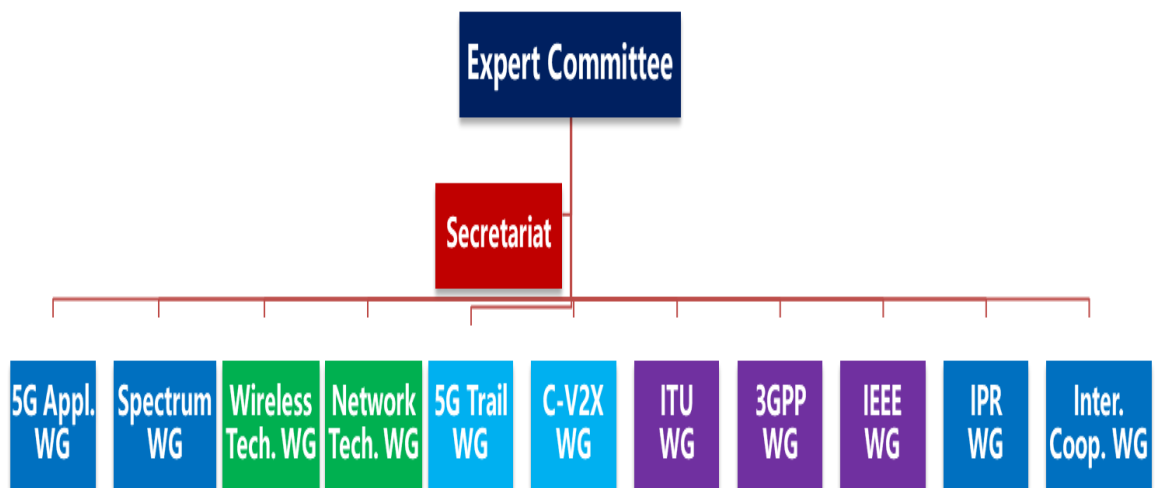 Expert Committee
Secretariat
5G Appl.
WG
Spectrum
WG
Wireless
Tech. WG
Network
Tech. WG
5G Trail
WG
C-V2X
WG
ITU
WG
3GPP
WG
IEEE
WG
IPR
WG
Inter.
Coop. WG